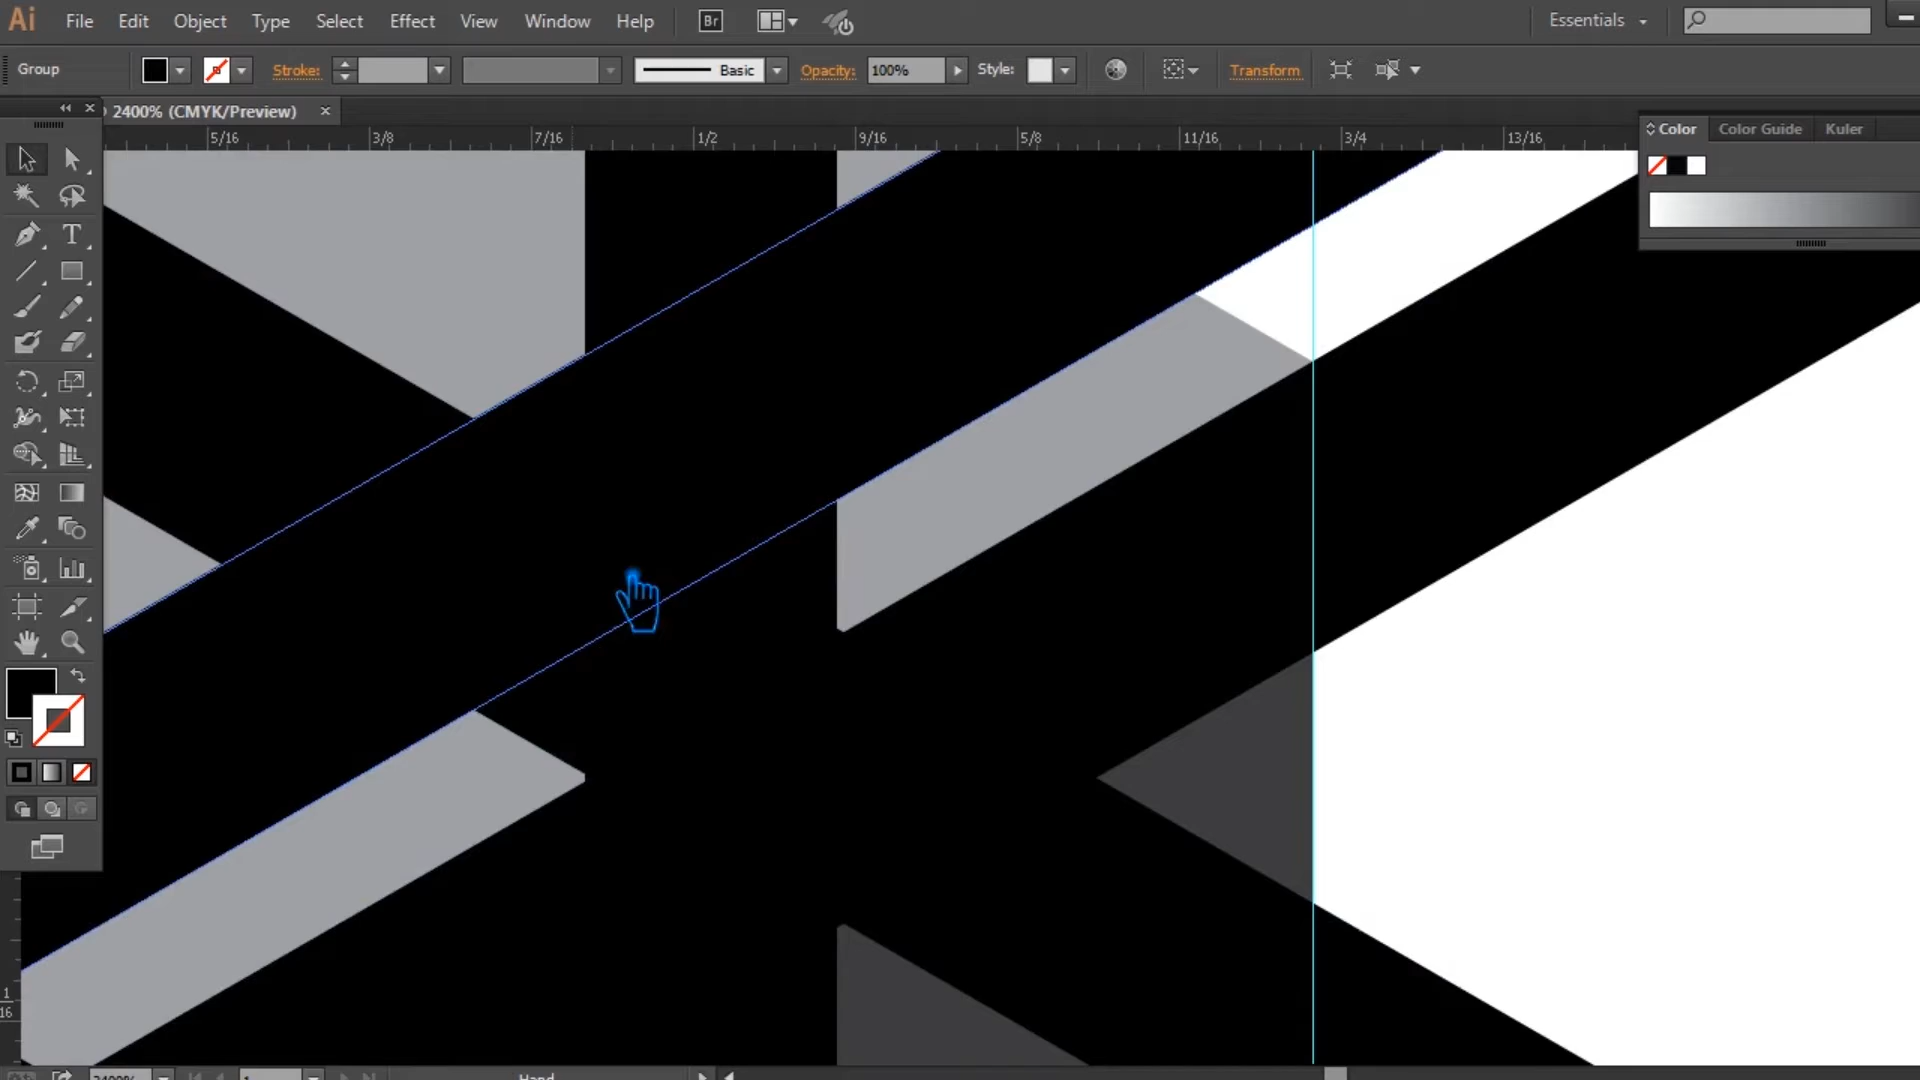 Ai File Edit Object Type Select Effect View Window Help Br Essentials
Group Stroke: Basic Opacity: 100% Style: Transform
2400% (CMYK/Preview)
5/16 3/8 7/16 1/2 9/16 5/8 11/16 3/4 13/16
Color Color Guide Kuler
T
1
16
2400% 1 Hand